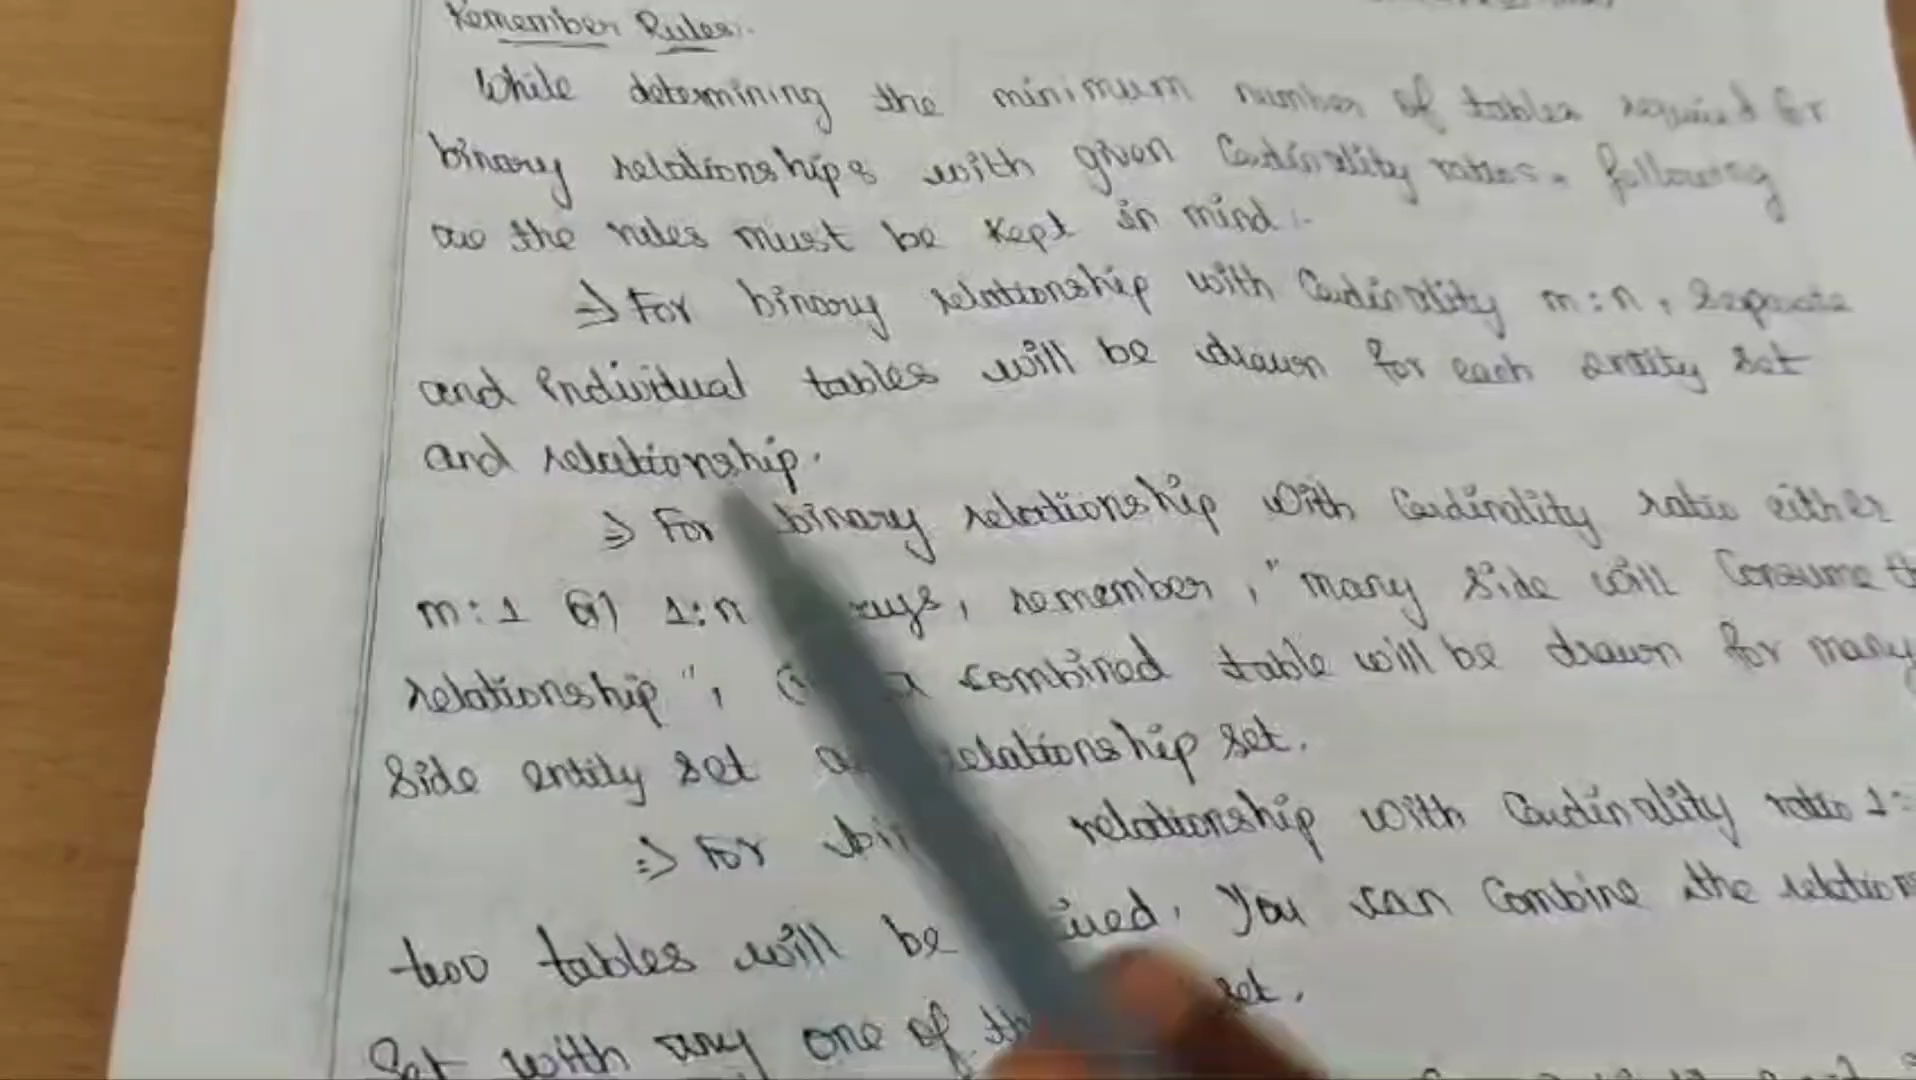 Remember Rules:-
While determining the minimum number of tables required for
binary relationships with given Cardinality ratios. following
are the rules must be kept in mind :-
=> For binary relationship with Cardinality m:n, separate
and individual tables will be drawn for each entity set
and relationship.
=> For binary relationship with Cardinality ratio either
m:1 or 1:n, remember, "many side will consume
relationship", combined table will be drawn for many
side entity set relationship set.
=> For relationship with Cardinality ratio 1:
two tables will be You can Combine the
Set with any one of set.